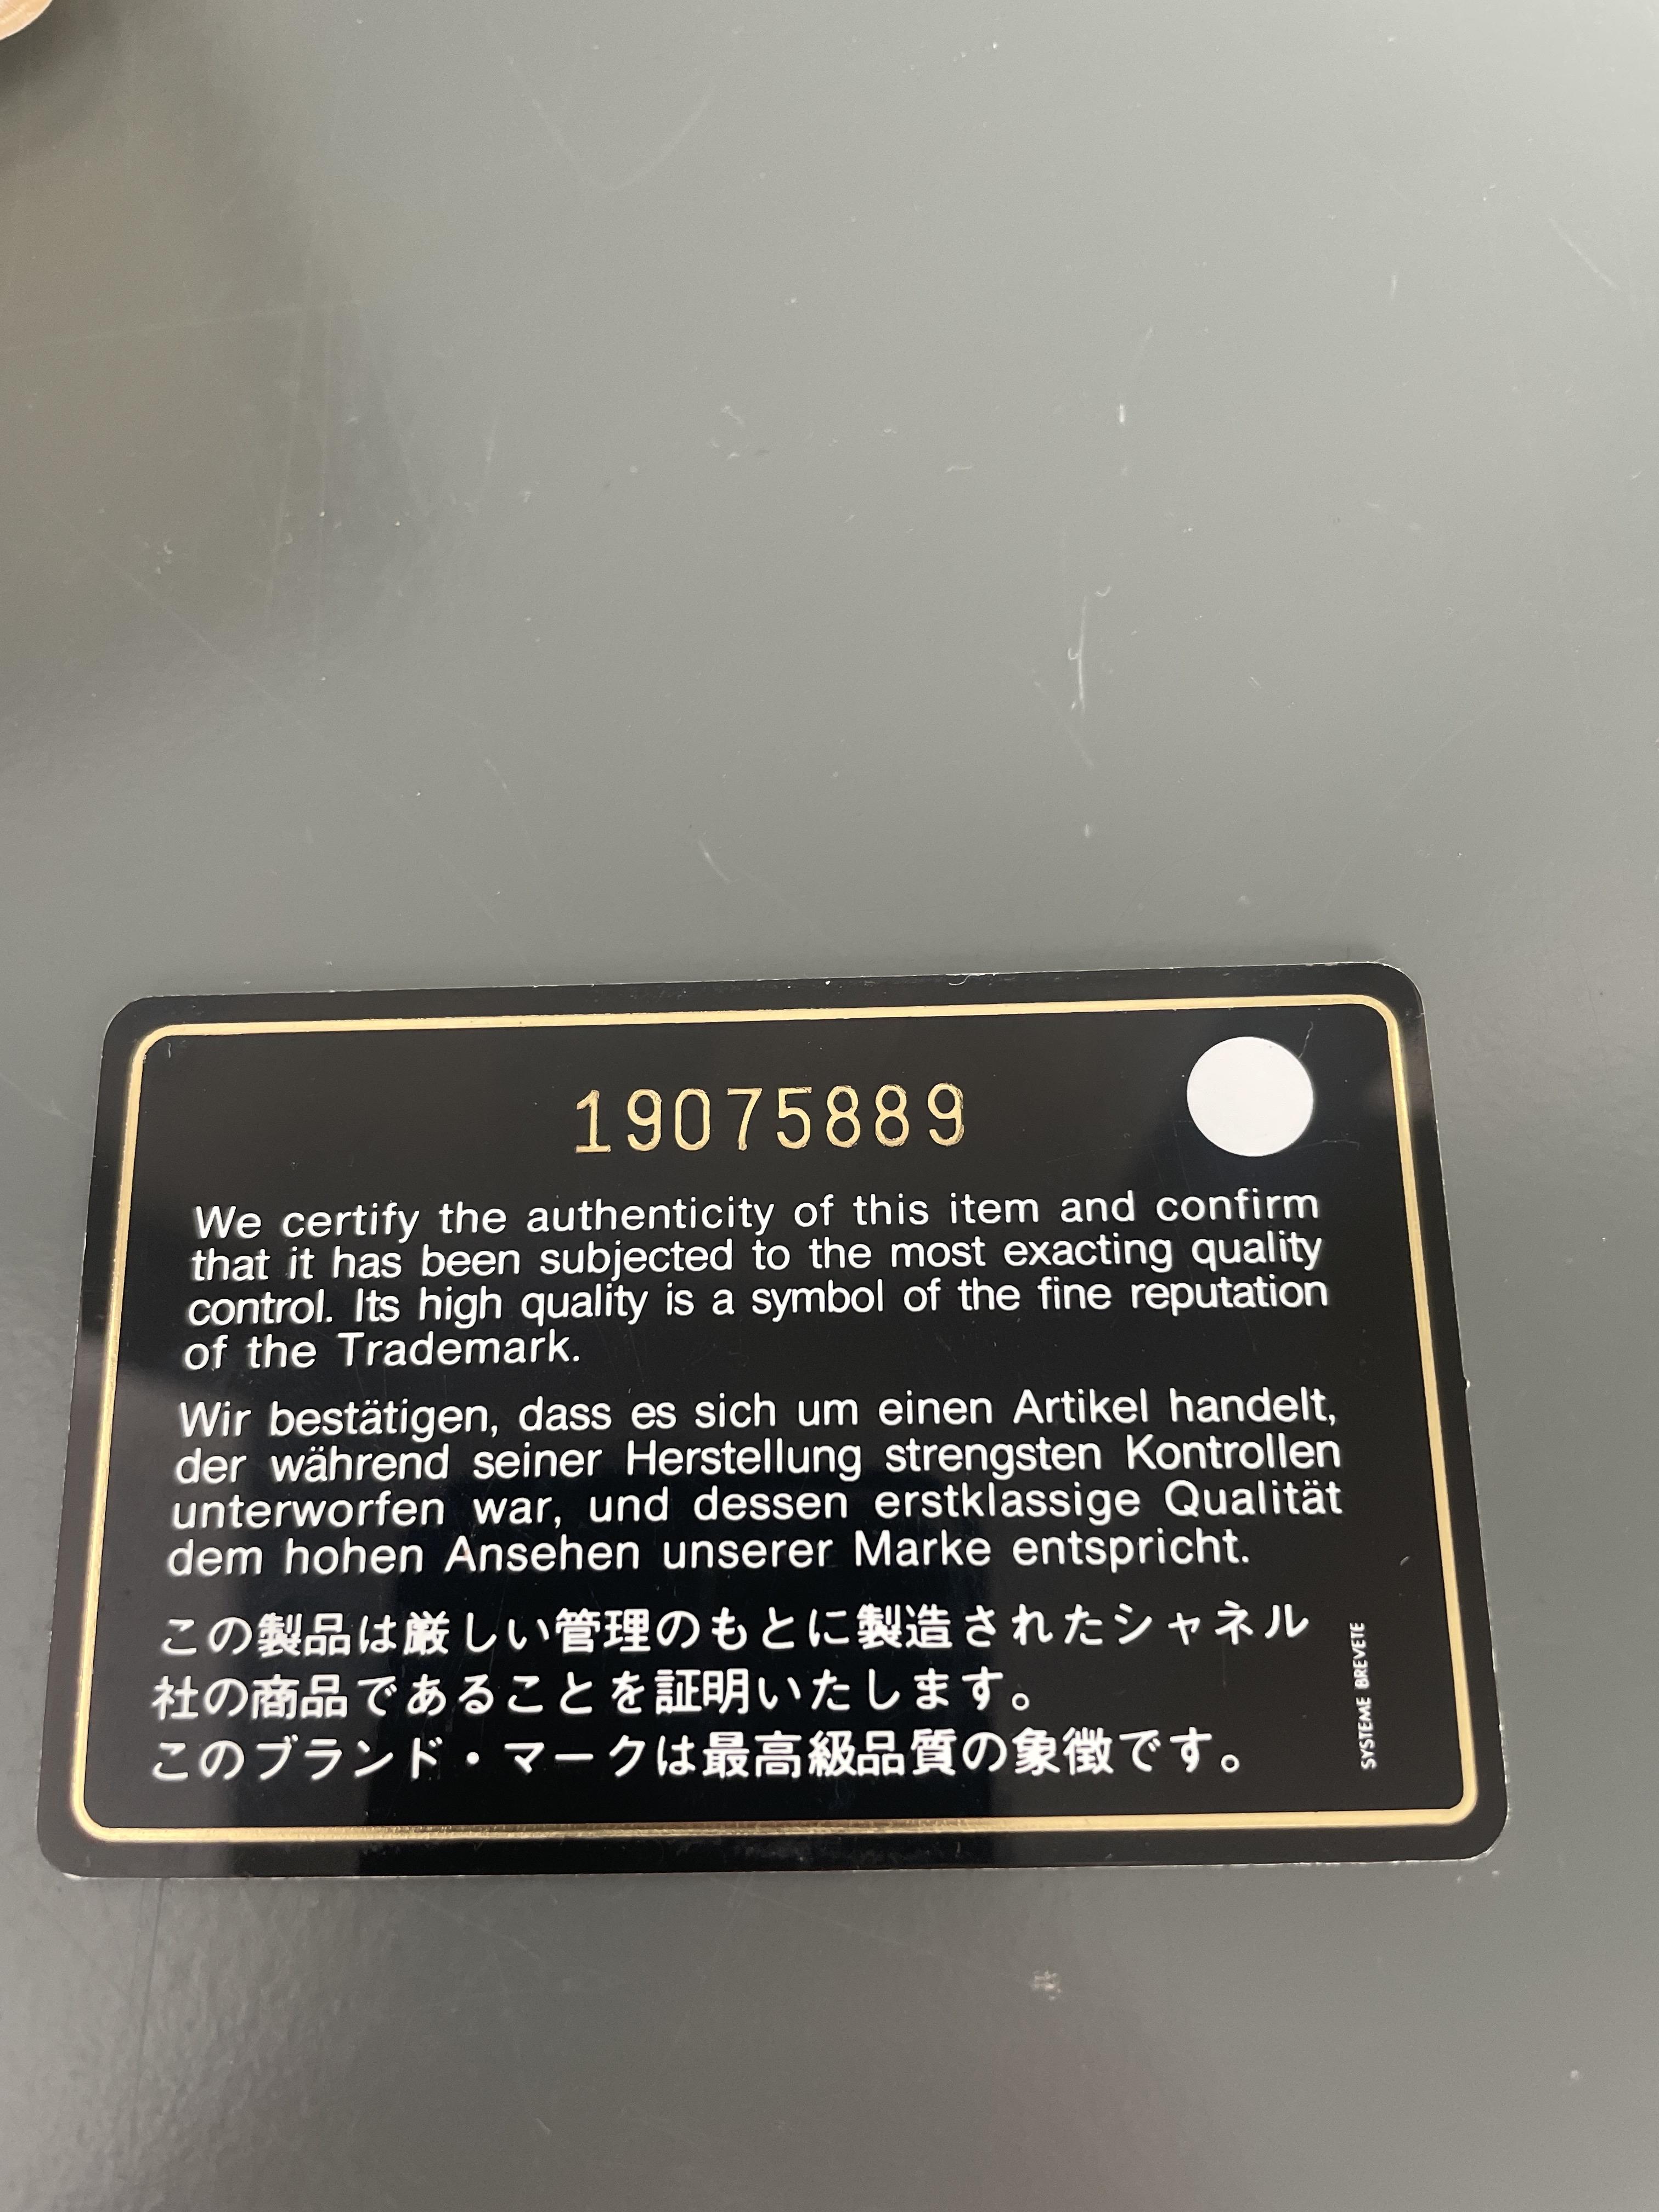 19075889
We certify the authenticity of this item and confirm
that it has been subjected to the most exacting quality
control. Its high quality is a symbol of the fine reputation
of the Trademark.
Wir bestätigen, dass es sich um einen Artikel handelt,
der während seiner Herstellung strengsten Kontrollen
unterworfen war, und dessen erstklassige Qualität
dem hohen Ansehen unserer Marke entspricht.
この製品は厳しい管理のもとに製造されたシャネル
社の商品であることを証明いたします。
このブランド・マークは最高級品質の象徴です。
SYSTEME BREVETE